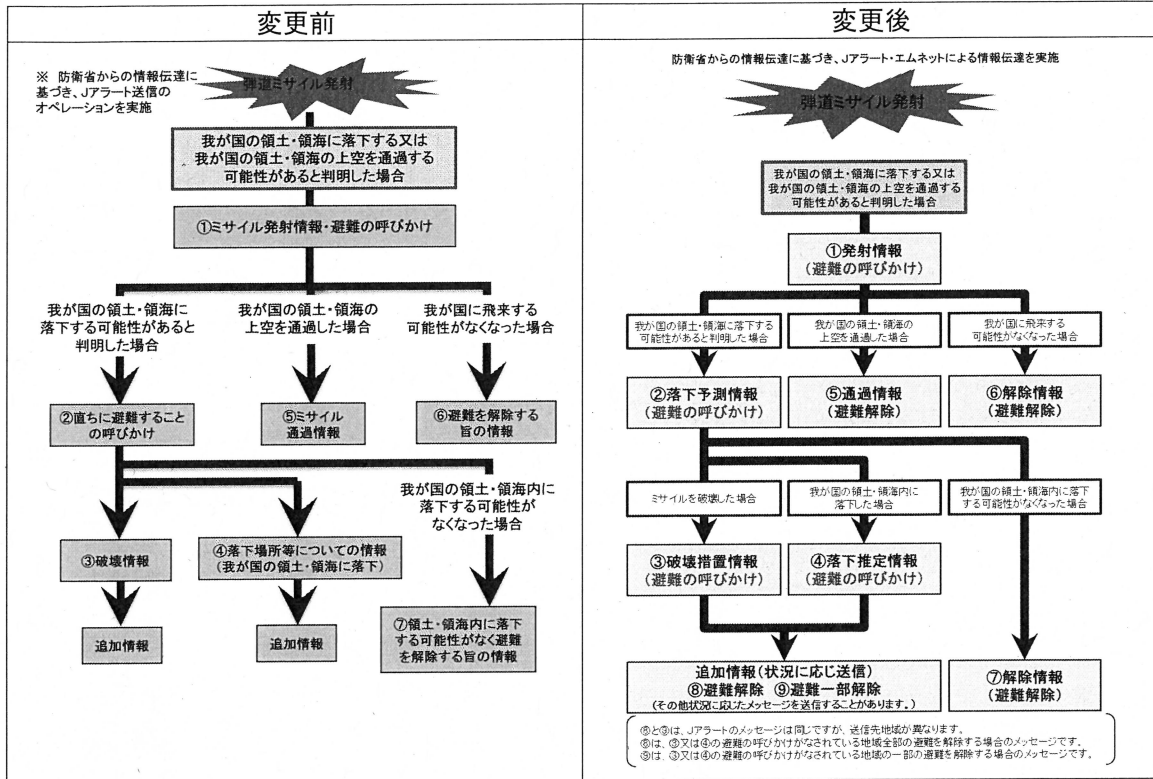 変更前
※ 防衛省からの情報伝達に
基づき、Jアラート送信の
オペレーションを実施
弾道ミサイル発射
我が国の領土・領海に落下する又は
我が国の領土・領海の上空を通過する
可能性があると判明した場合
①ミサイル発射情報・避難の呼びかけ
我が国の領土・領海に
落下する可能性があると
判明した場合
我が国の領土・領海の
上空を通過した場合
我が国に飛来する
可能性がなくなった場合
②直ちに避難すること
の呼びかけ
⑤ミサイル
通過情報
⑥避難を解除する
旨の情報
我が国の領土・領海内に
落下する可能性が
なくなった場合
③破壊情報
④落下場所等についての情報
(我が国の領土・領海に落下)
追加情報
追加情報
⑦領土・領海内に落下
する可能性がなく避難
を解除する旨の情報
変更後
防衛省からの情報伝達に基づき、Jアラート・エムネットによる情報伝達を実施
弾道ミサイル発射
我が国の領土・領海に落下する又は
我が国の領土・領海の上空を通過する
可能性があると判明した場合
①発射情報
(避難の呼びかけ)
我が国の領土・領海に落下する
可能性があると判明した場合
我が国の領土・領海の
上空を通過した場合
我が国に飛来する
可能性がなくなった場合
②落下予測情報
(避難の呼びかけ)
⑤通過情報
(避難解除)
⑥解除情報
(避難解除)
ミサイルを破壊した場合
我が国の領土・領海内に
落下した場合
我が国の領土・領海内に落下
する可能性がなくなった場合
③破壊措置情報
(避難の呼びかけ)
④落下推定情報
(避難の呼びかけ)
追加情報(状況に応じ送信)
⑧避難解除 ⑨避難一部解除
(その他状況に応じたメッセージを送信することがあります。)
⑦解除情報
(避難解除)
⑧と⑨は、Jアラートのメッセージは同じですが、送信先地域が異なります。
⑧は、③又は④の避難の呼びかけがなされている地域全部の避難を解除する場合のメッセージです。
⑨は、③又は④の避難の呼びかけがなされている地域の一部の避難を解除する場合のメッセージです。